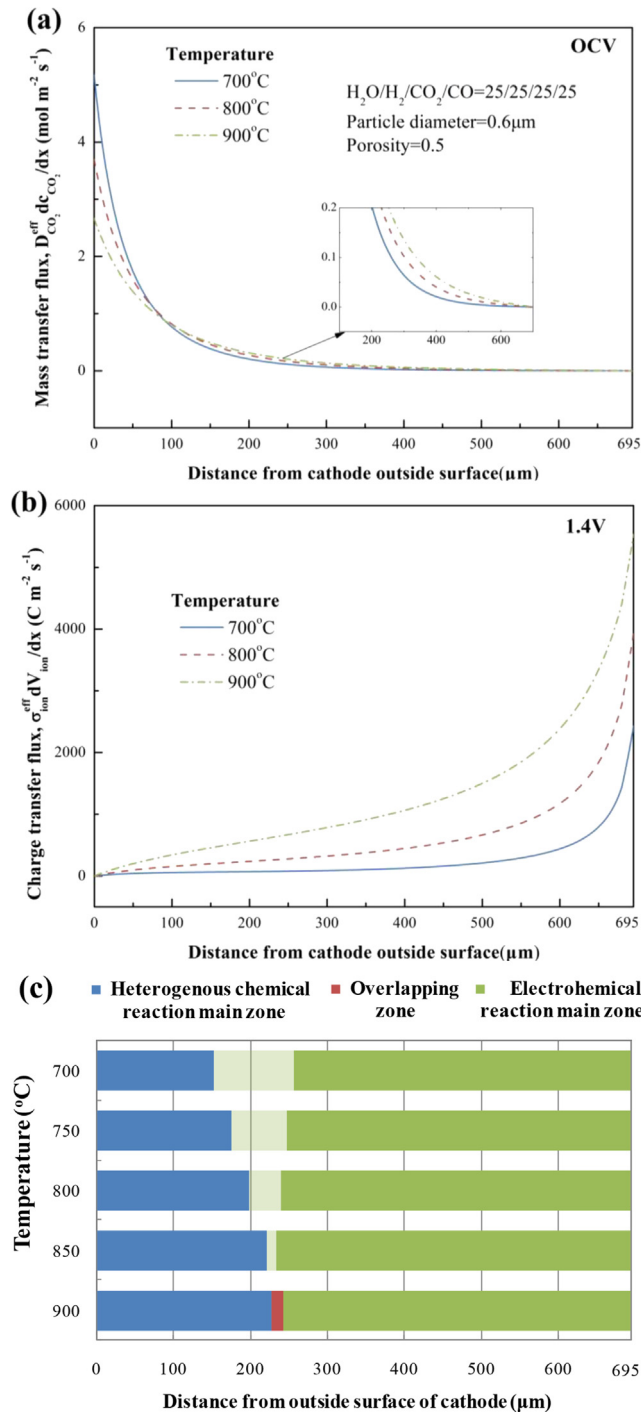 (a)
6
4
2
0
Mass transfer flux, D^eff_CO₂ dc_CO₂/dx (mol m⁻² s⁻¹)
OCV
Temperature
700°C
800°C
900°C
H₂O/H₂/CO₂/CO=25/25/25/25
Particle diameter=0.6μm
Porosity=0.5
0.2
0.1
0.0
200 400 600
0 100 200 300 400 500 600 695
Distance from cathode outside surface(μm)
(b)
6000
4000
2000
0
Charge transfer flux, σ^eff_ion dV_ion/dx (C m⁻² s⁻¹)
1.4V
Temperature
700°C
800°C
900°C
0 100 200 300 400 500 600 695
Distance from cathode outside surface(μm)
(c)
Heterogenous chemical Overlapping Electrohemical
reaction main zone zone reaction main zone
Temperature (°C)
700
750
800
850
900
0 100 200 300 400 500 600 695
Distance from outside surface of cathode (μm)